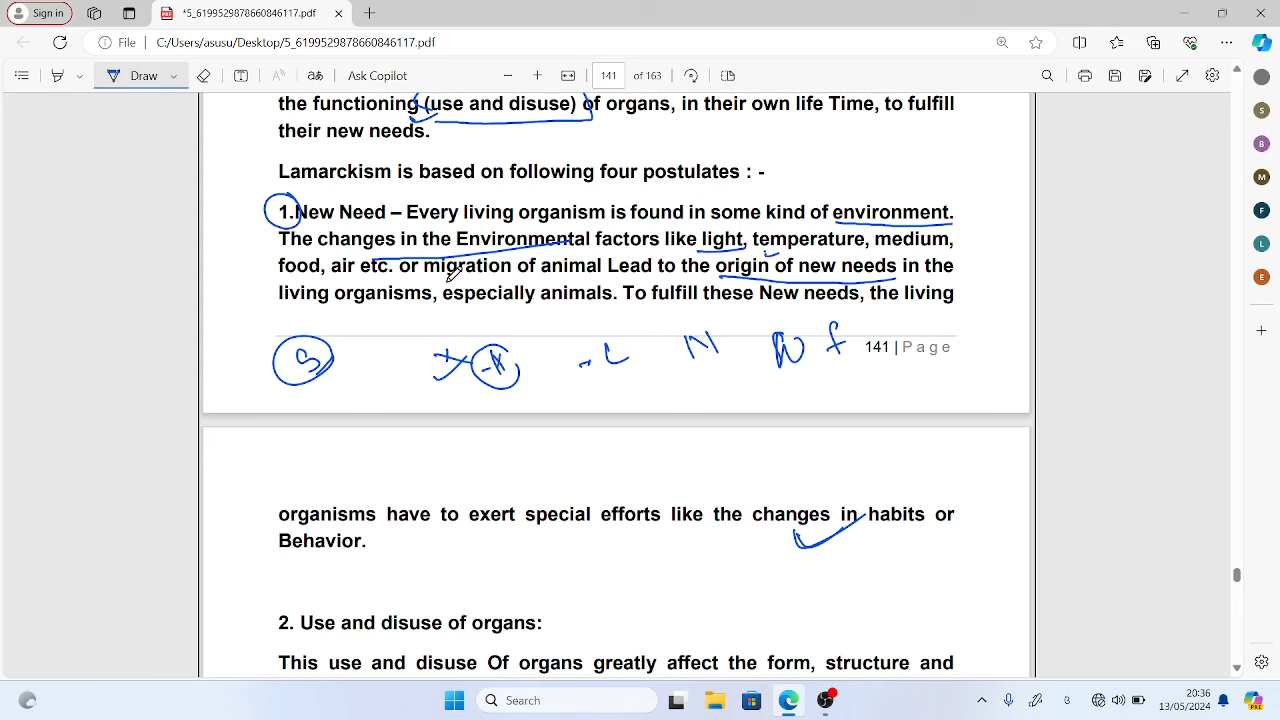 Sign in
*5_6199529878660846117.pdf
File C:/Users/asusu/Desktop/5_6199529878660846117.pdf
Draw Ask Copilot 141 of 163
the functioning (use and disuse) of organs, in their own life Time, to fulfill
their new needs.
Lamarckism is based on following four postulates : -
1.New Need – Every living organism is found in some kind of environment.
The changes in the Environmental factors like light, temperature, medium,
food, air etc. or migration of animal Lead to the origin of new needs in the
living organisms, especially animals. To fulfill these New needs, the living
141 | Page
organisms have to exert special efforts like the changes in habits or
Behavior.
2. Use and disuse of organs:
This use and disuse Of organs greatly affect the form, structure and
Search
20:36
13/05/2024